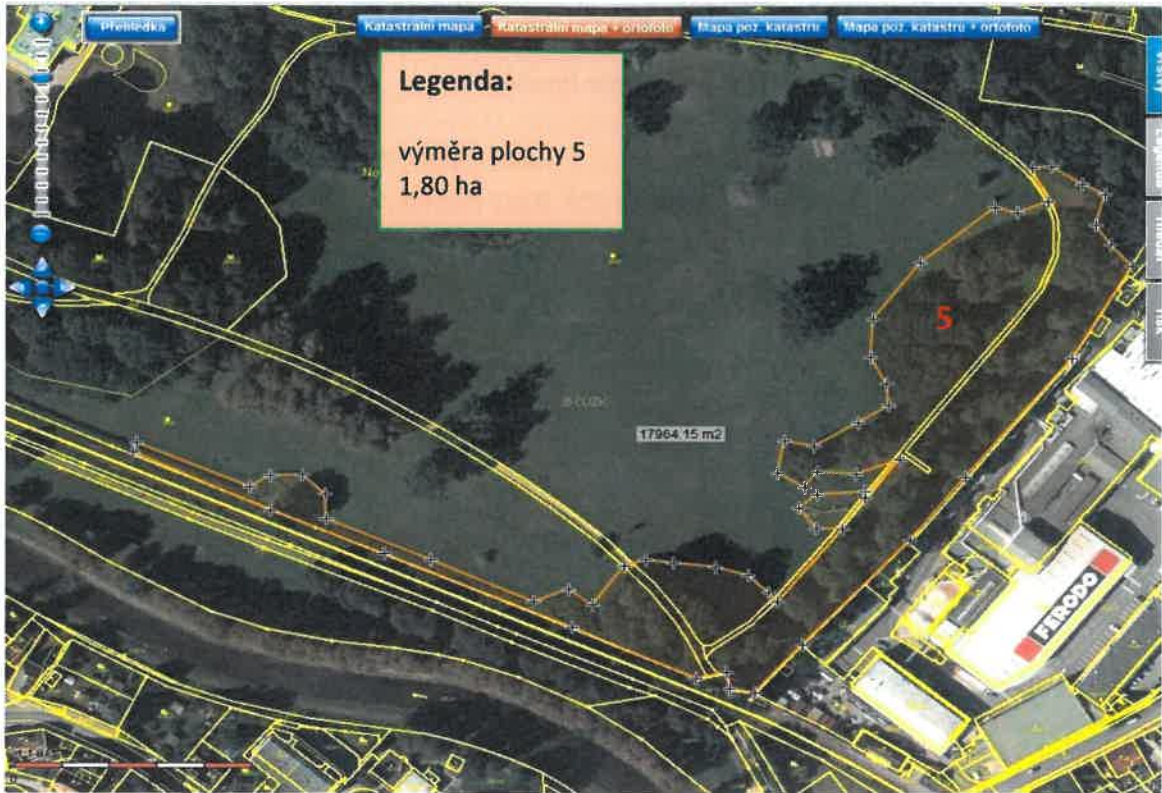 Přehledka
Katastrální mapa
Katastrální mapa + ortofoto
Mapa poz. katastru
Mapa poz. katastru + ortofoto
Legenda:
výměra plochy 5
1,80 ha
5
17964.15 m2
FERODO
Tisk